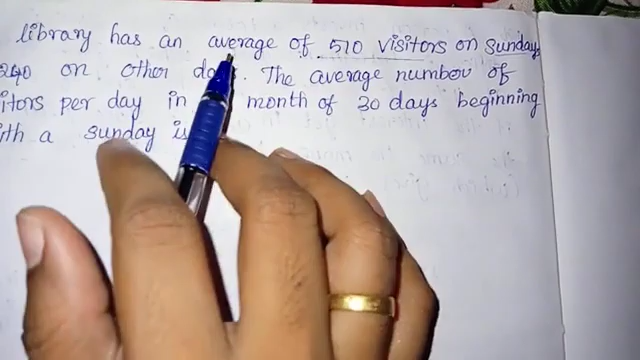 library has an average of 510 visitors on Sunday
240 on other days. The average number of
itors per day in month of 30 days beginning
ith a sunday is